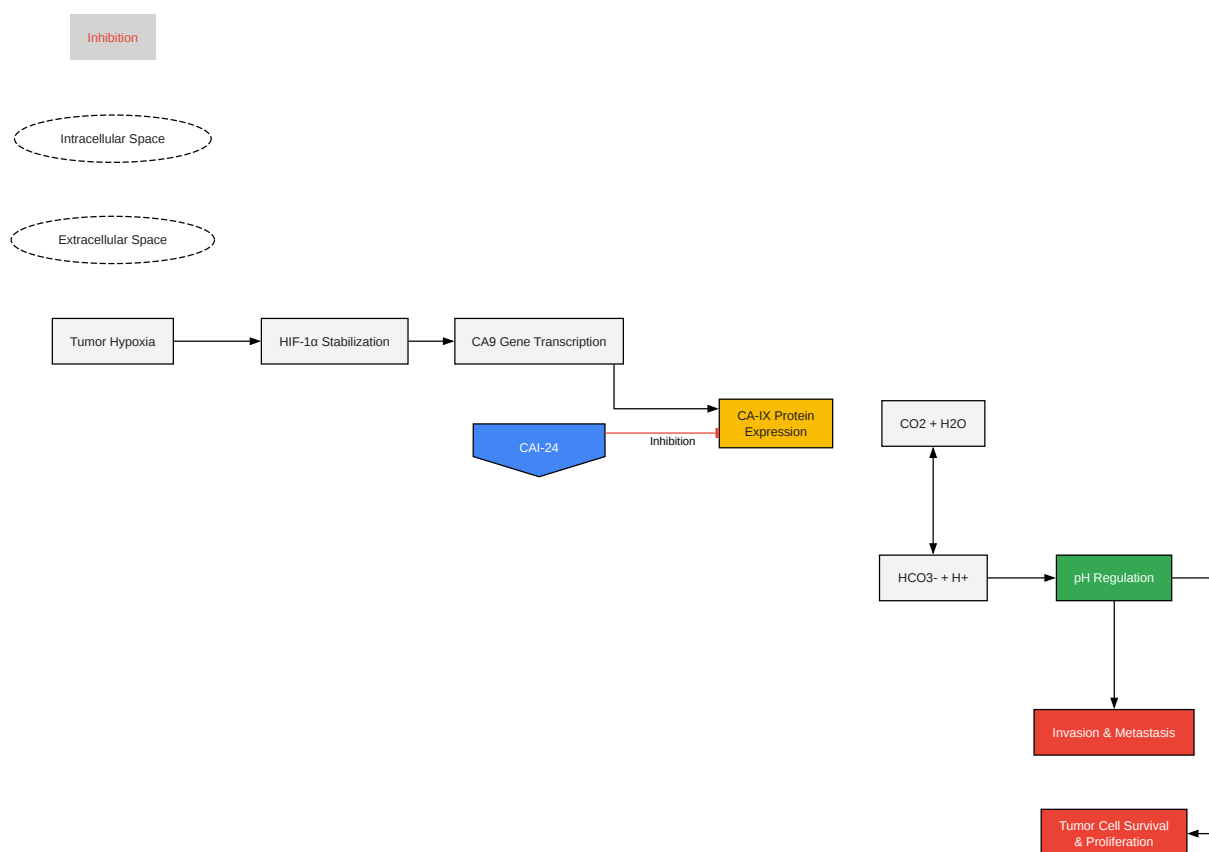 Inhibition
Intracellular Space
Extracellular Space
Tumor Hypoxia
HIF-1α Stabilization
CA9 Gene Transcription
CA-IX Protein
Expression
CO2 + H2O
CAI-24
Inhibition
HCO3- + H+
pH Regulation
Invasion & Metastasis
Tumor Cell Survival
& Proliferation